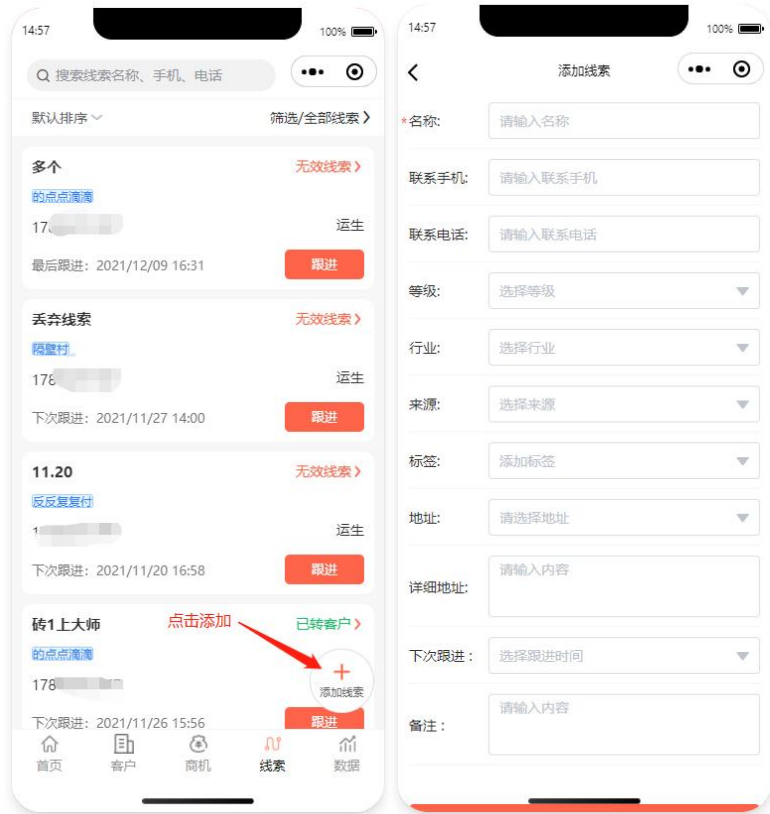 14:57
100%
搜索线索名称、手机、电话
默认排序
筛选/全部线索
多个
无效线索
的点点滴滴
17
运生
最后跟进：2021/12/09 16:31
跟进
丢弃线索
无效线索
隔壁村
178
运生
下次跟进：2021/11/27 14:00
跟进
11.20
无效线索
反反复复付
1
运生
下次跟进：2021/11/20 16:58
跟进
砖1上大师
点击添加
已转客户
的点点滴滴
178
添加线索
下次跟进：2021/11/26 15:56
跟进
首页
客户
商机
线索
数据
14:57
100%
添加线索
*名称:
请输入名称
联系手机:
请输入联系手机
联系电话:
请输入联系电话
等级:
选择等级
行业:
选择行业
来源:
选择来源
标签:
添加标签
地址:
请选择地址
详细地址:
请输入内容
下次跟进：
选择跟进时间
备注：
请输入内容